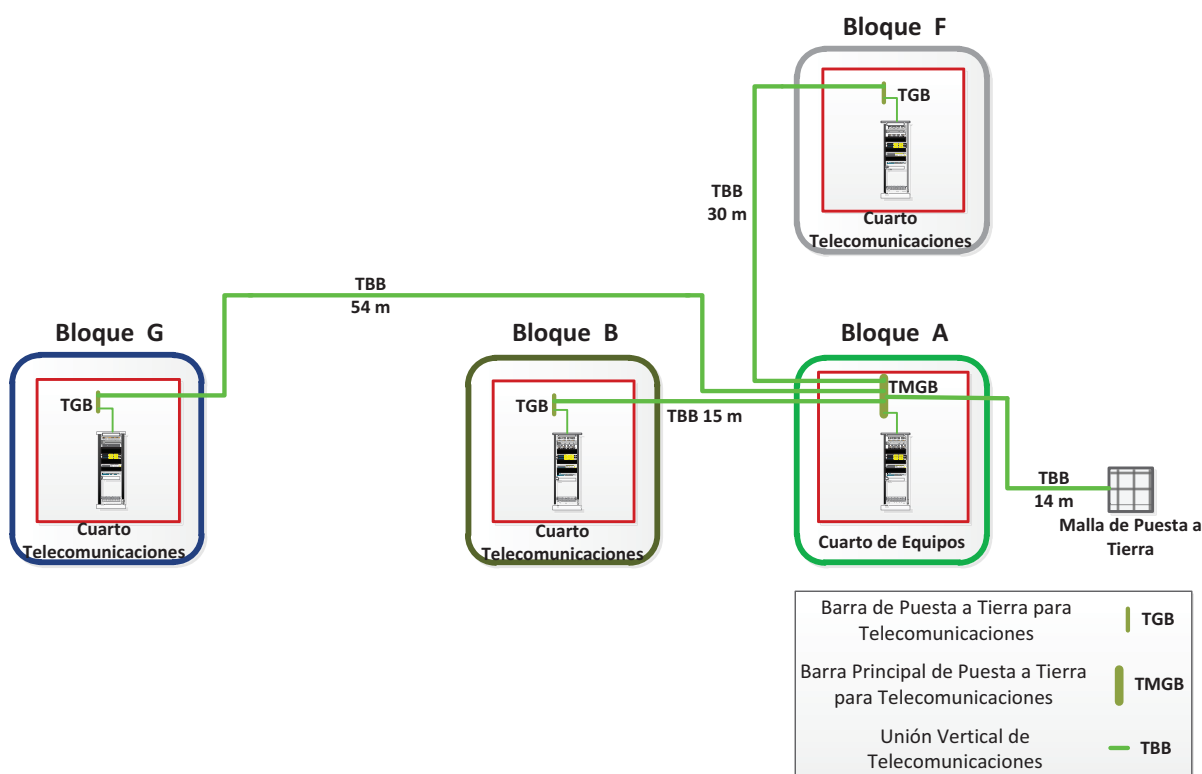 Bloque F
TGB
TBB
30 m
Cuarto
Telecomunicaciones
TBB
54 m
Bloque G
TGB
Cuarto
Telecomunicaciones
Bloque B
TGB
TBB 15 m
Cuarto
Telecomunicaciones
Bloque A
TMGB
Cuarto de Equipos
TBB
14 m
Malla de Puesta a
Tierra
Barra de Puesta a Tierra para
Telecomunicaciones
TGB
Barra Principal de Puesta a Tierra
para Telecomunicaciones
TMGB
Unión Vertical de
Telecomunicaciones
TBB